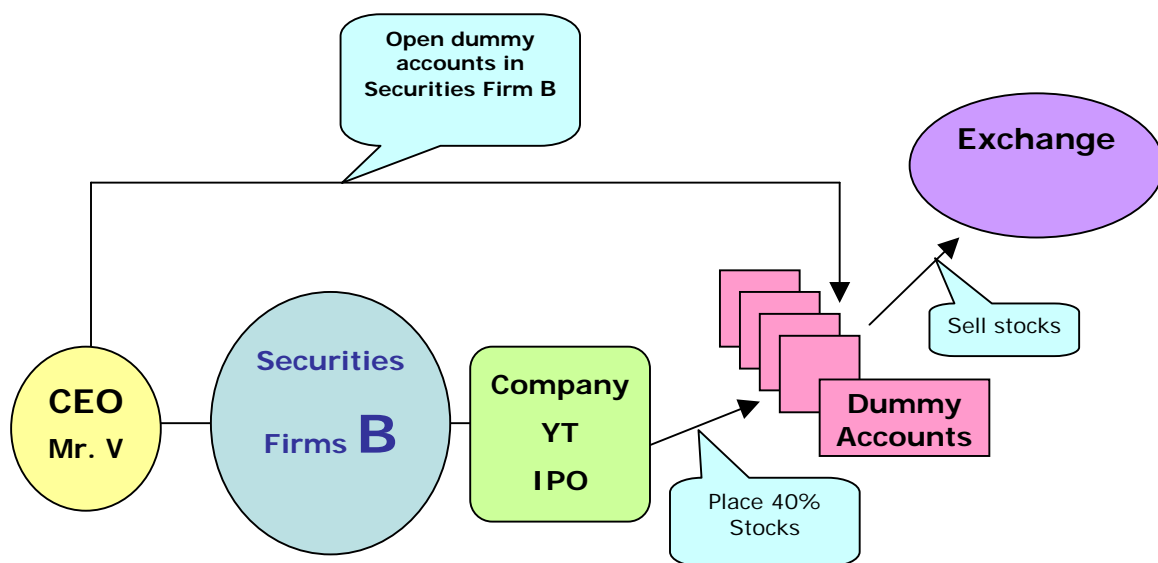 Open dummy
accounts in
Securities Firm B
Exchange
Sell stocks
Securities
Firms B
CEO
Mr. V
Company
YT
IPO
Dummy
Accounts
Place 40%
Stocks